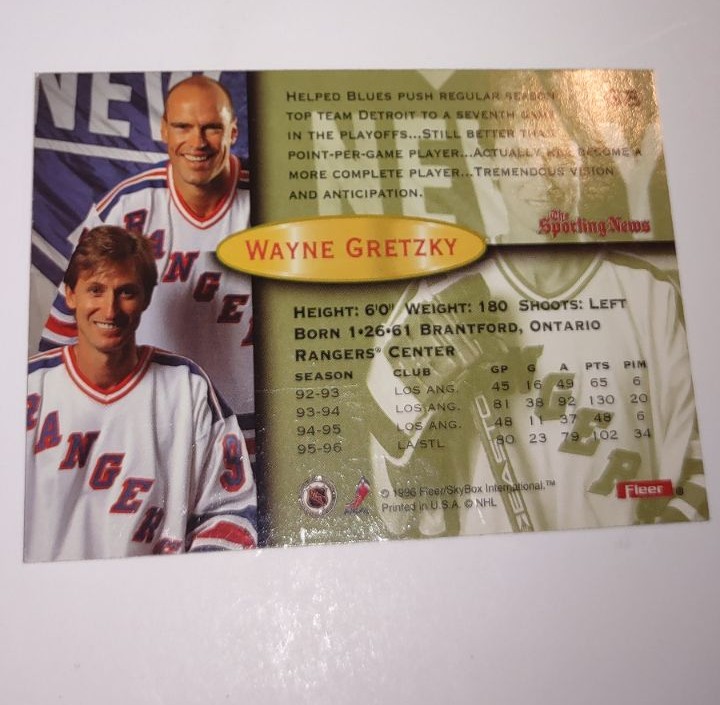 NEW
HELPED BLUES PUSH REGULAR SEASON
TOP TEAM DETROIT TO A SEVENTH GAME
IN THE PLAYOFFS...STILL BETTER THAN
POINT-PER-GAME PLAYER...ACTUALLY HAS BECOME A
MORE COMPLETE PLAYER...TREMENDOUS VISION
AND ANTICIPATION.
The
Sporting News
WAYNE GRETZKY
HEIGHT: 6'0" WEIGHT: 180 SHOOTS: LEFT
BORN 1•26•61 BRANTFORD, ONTARIO
RANGERS® CENTER
SEASON CLUB GP G A PTS PIM
92-93 LOS ANG. 45 16 49 65 6
93-94 LOS ANG. 81 38 92 130 20
94-95 LOS ANG. 48 11 37 48 6
95-96 LA/STL 80 23 79 102 34
© 1996 Fleer/SkyBox International.™
Printed in U.S.A. © NHL
Fleer
RANGE
RANGER
9